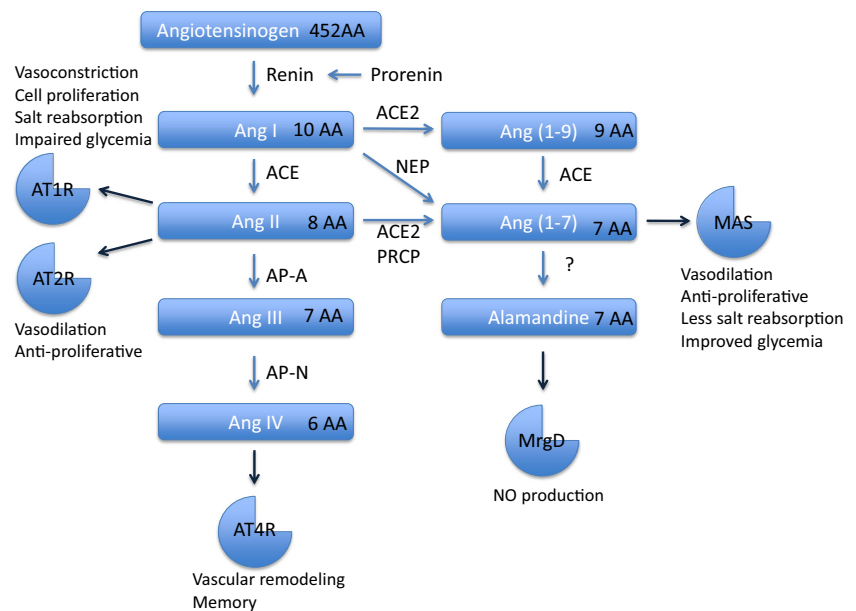 Angiotensinogen 452AA
Renin
Prorenin
Vasoconstriction
Cell proliferation
Salt reabsorption
Impaired glycemia
Ang I 10 AA
ACE2
Ang (1-9) 9 AA
ACE
NEP
ACE
AT1R
Ang II 8 AA
ACE2
PRCP
Ang (1-7) 7 AA
MAS
AT2R
AP-A
?
Vasodilation
Anti-proliferative
Less salt reabsorption
Improved glycemia
Vasodilation
Anti-proliferative
Ang III 7 AA
Alamandine 7 AA
AP-N
Ang IV 6 AA
MrgD
NO production
AT4R
Vascular remodeling
Memory